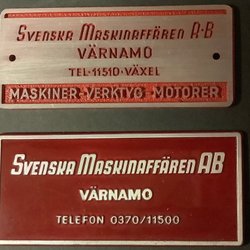 SVENSKA MASKINAFFÄREN A·B
VÄRNAMO
TEL·11510·VÄXEL
MASKINER·VERKTYG·MOTORER
SVENSKA MASKINAFFÄREN AB
VÄRNAMO
TELEFON 0370/11500